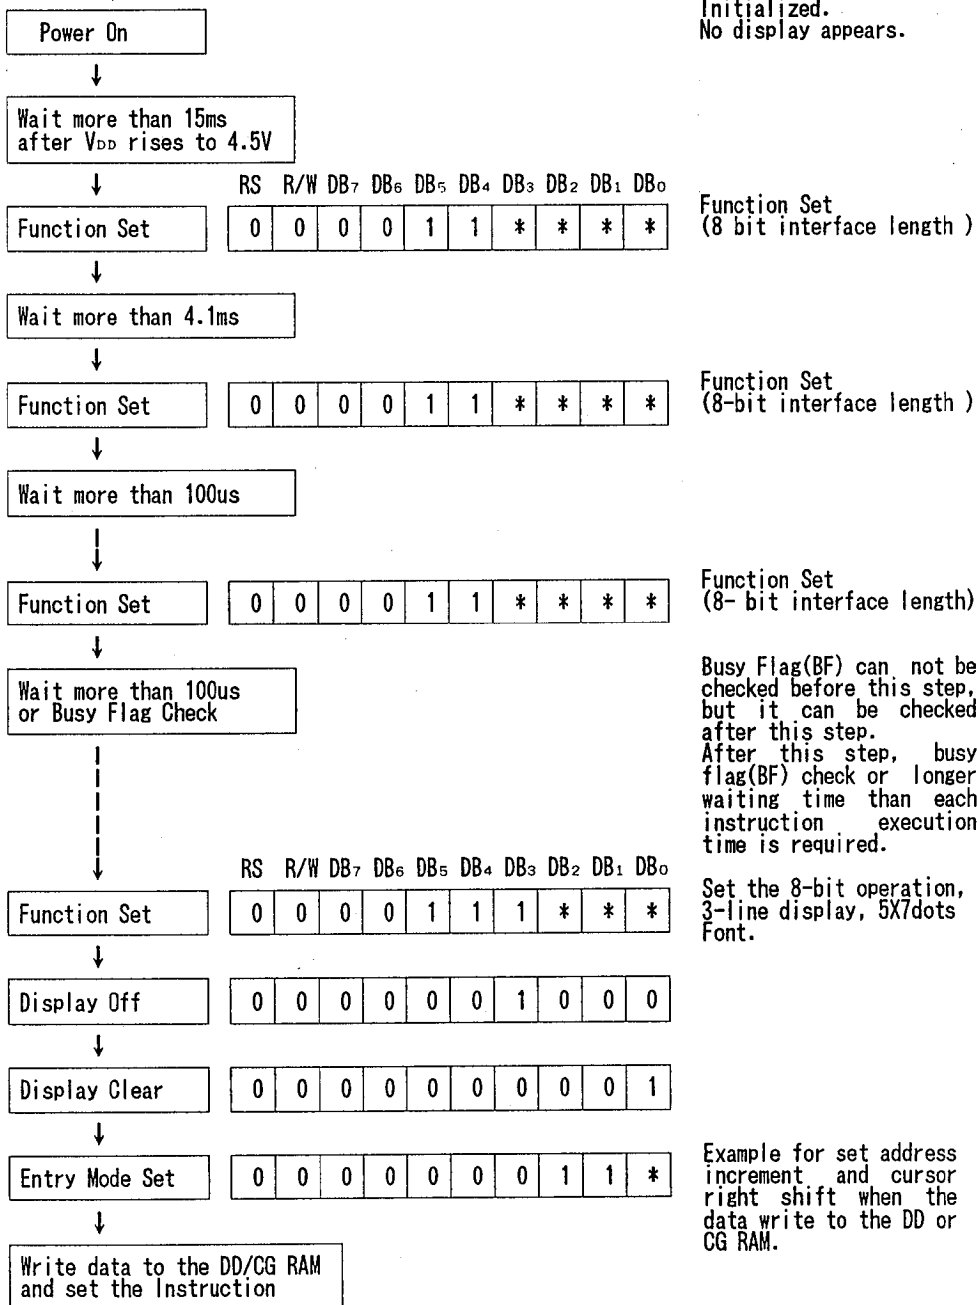 Initialized.
Power On
No display appears.
↓
Wait more than 15ms
after VDD rises to 4.5V
↓
RS R/W DB7 DB6 DB5 DB4 DB3 DB2 DB1 DB0
Function Set
0 0 0 0 1 1 * * * *
Function Set
(8 bit interface length )
↓
Wait more than 4.1ms
↓
Function Set
0 0 0 0 1 1 * * * *
Function Set
(8-bit interface length )
↓
Wait more than 100us
↓
Function Set
0 0 0 0 1 1 * * * *
Function Set
(8- bit interface length)
↓
Wait more than 100us
or Busy Flag Check
Busy Flag(BF) can not be
checked before this step,
but it can be checked
after this step.
After this step, busy
flag(BF) check or longer
waiting time than each
instruction execution
time is required.
↓
RS R/W DB7 DB6 DB5 DB4 DB3 DB2 DB1 DB0
Function Set
0 0 0 0 1 1 1 * * *
Set the 8-bit operation,
3-line display, 5X7dots
Font.
↓
Display Off
0 0 0 0 0 0 1 0 0 0
↓
Display Clear
0 0 0 0 0 0 0 0 0 1
↓
Entry Mode Set
0 0 0 0 0 0 0 1 1 *
Example for set address
increment and cursor
right shift when the
data write to the DD or
CG RAM.
↓
Write data to the DD/CG RAM
and set the Instruction